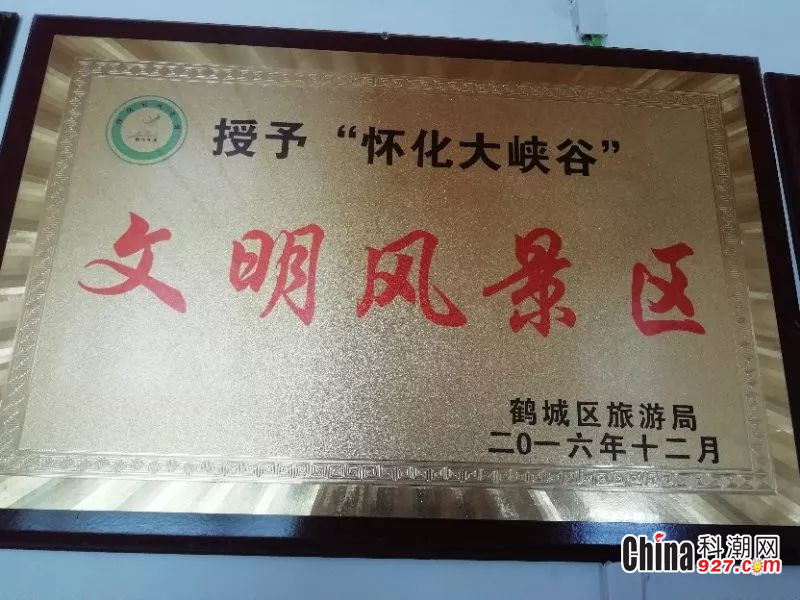 授予“怀化大峡谷”
文明风景区
鹤城区旅游局
二0一六年十二月
China科潮网
927.com